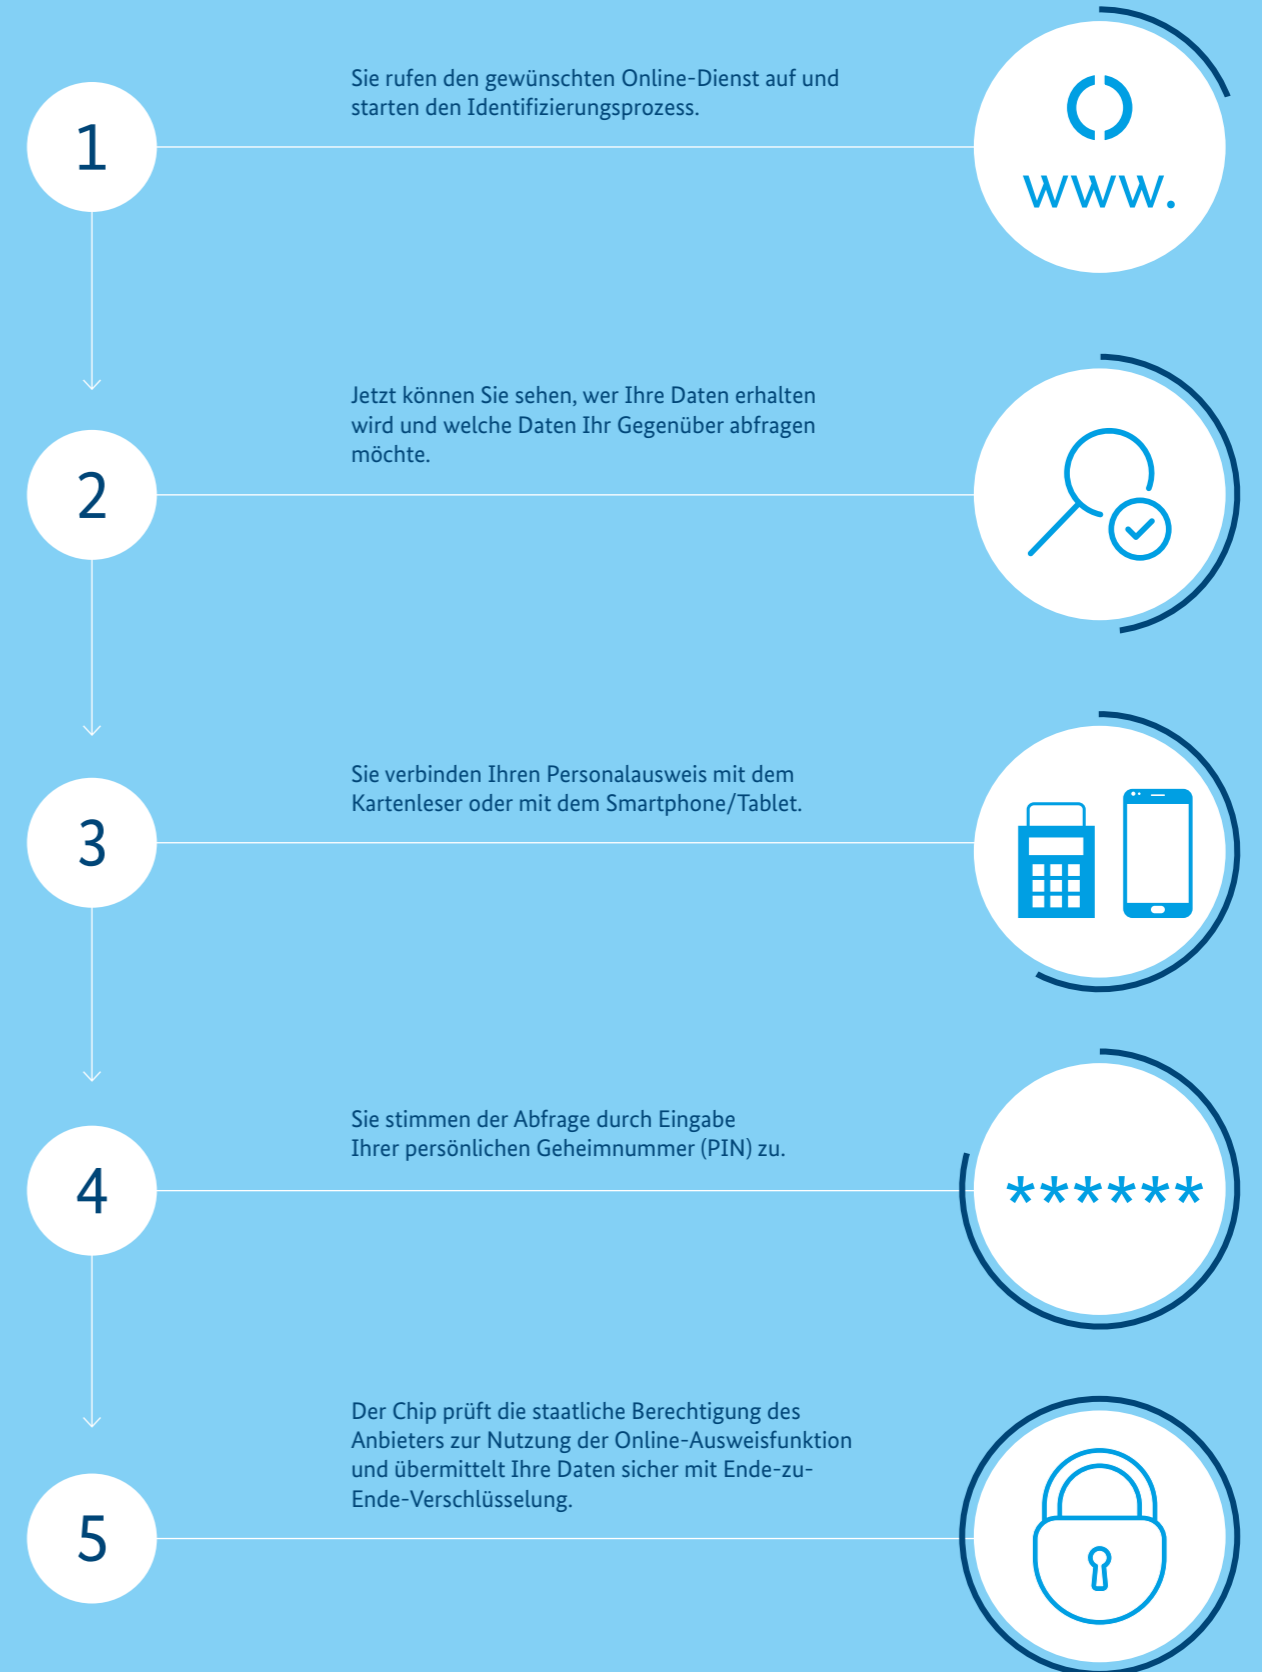 Sie rufen den gewünschten Online-Dienst auf und
starten den Identifizierungsprozess.
1
www.
Jetzt können Sie sehen, wer Ihre Daten erhalten
wird und welche Daten Ihr Gegenüber abfragen
möchte.
2
Sie verbinden Ihren Personalausweis mit dem
Kartenleser oder mit dem Smartphone/Tablet.
3
Sie stimmen der Abfrage durch Eingabe
Ihrer persönlichen Geheimnummer (PIN) zu.
4
******
Der Chip prüft die staatliche Berechtigung des
Anbieters zur Nutzung der Online-Ausweisfunktion
und übermittelt Ihre Daten sicher mit Ende-zu-
Ende-Verschlüsselung.
5